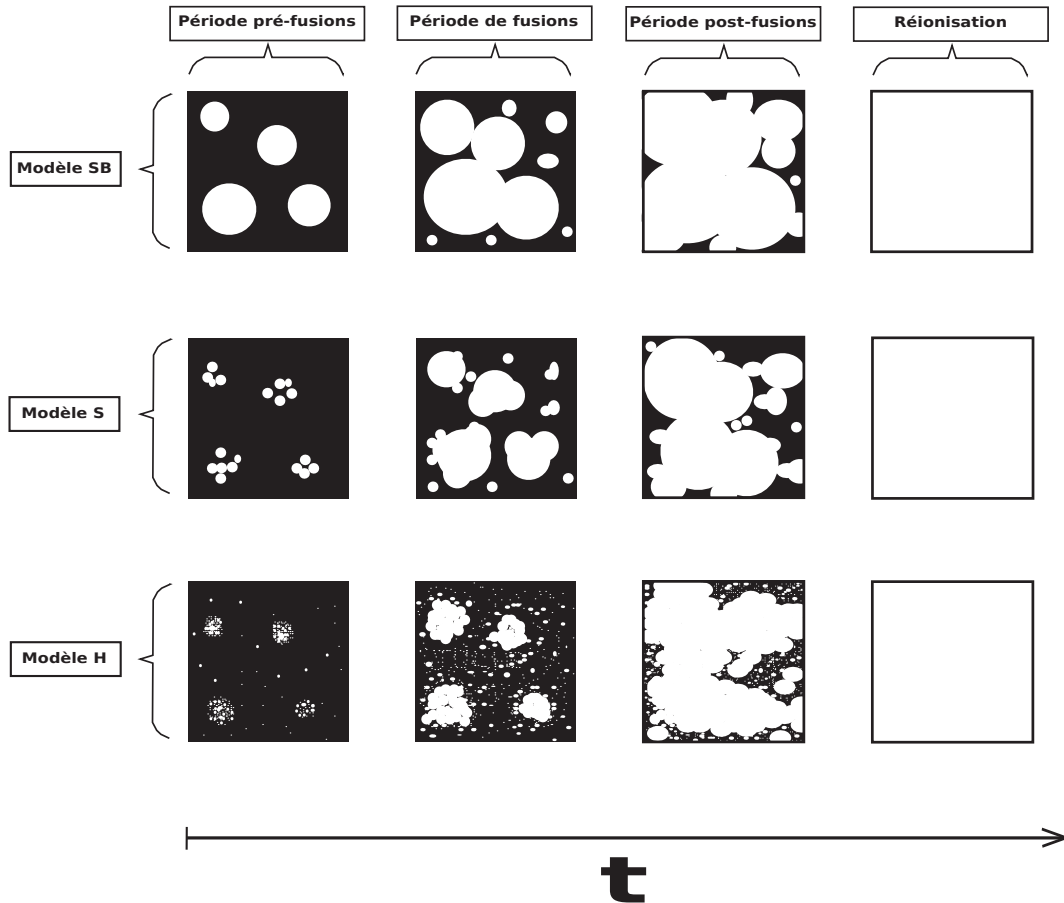 Période pré-fusions
Période de fusions
Période post-fusions
Réionisation
Modèle SB
Modèle S
Modèle H
t